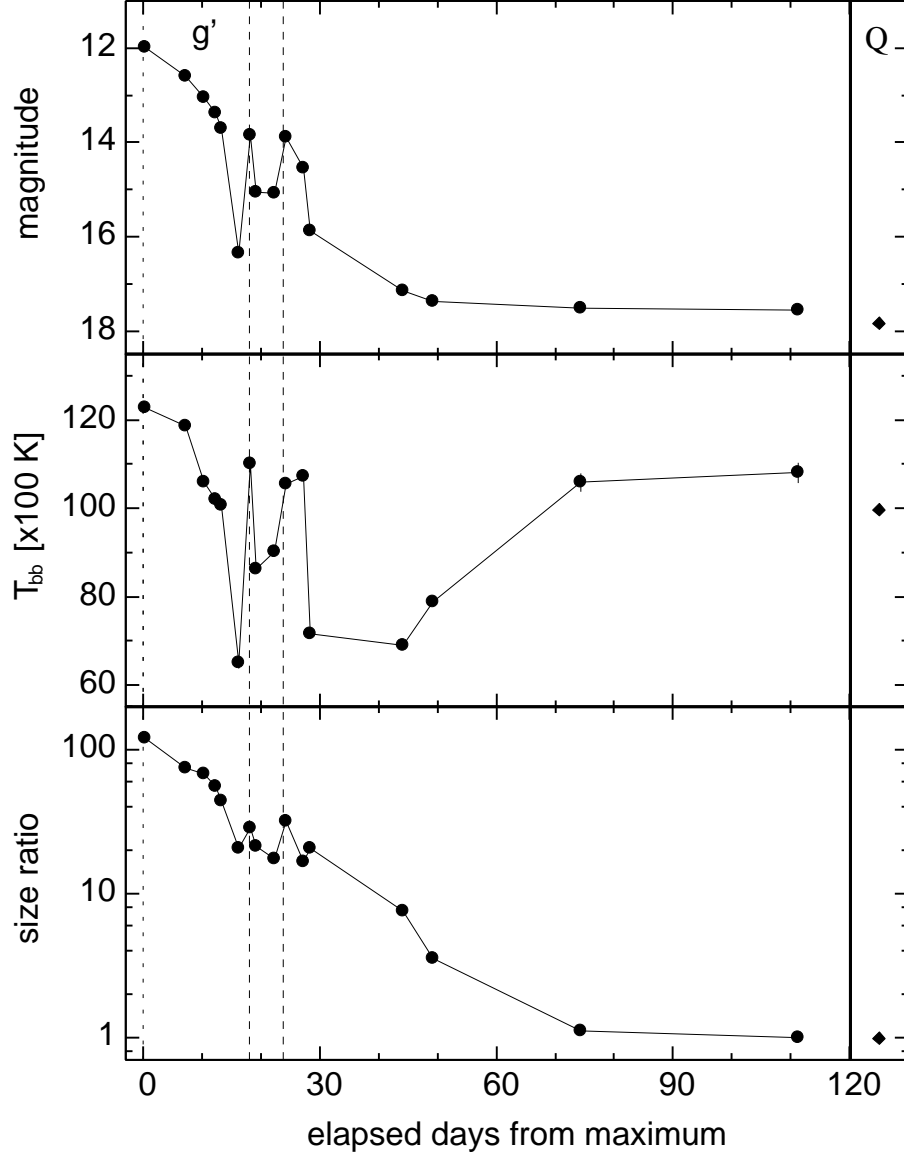 g’
Q
magnitude
12
14
16
18
T_bb [x100 K]
120
100
80
60
size ratio
100
10
1
0 30 60 90 120
elapsed days from maximum